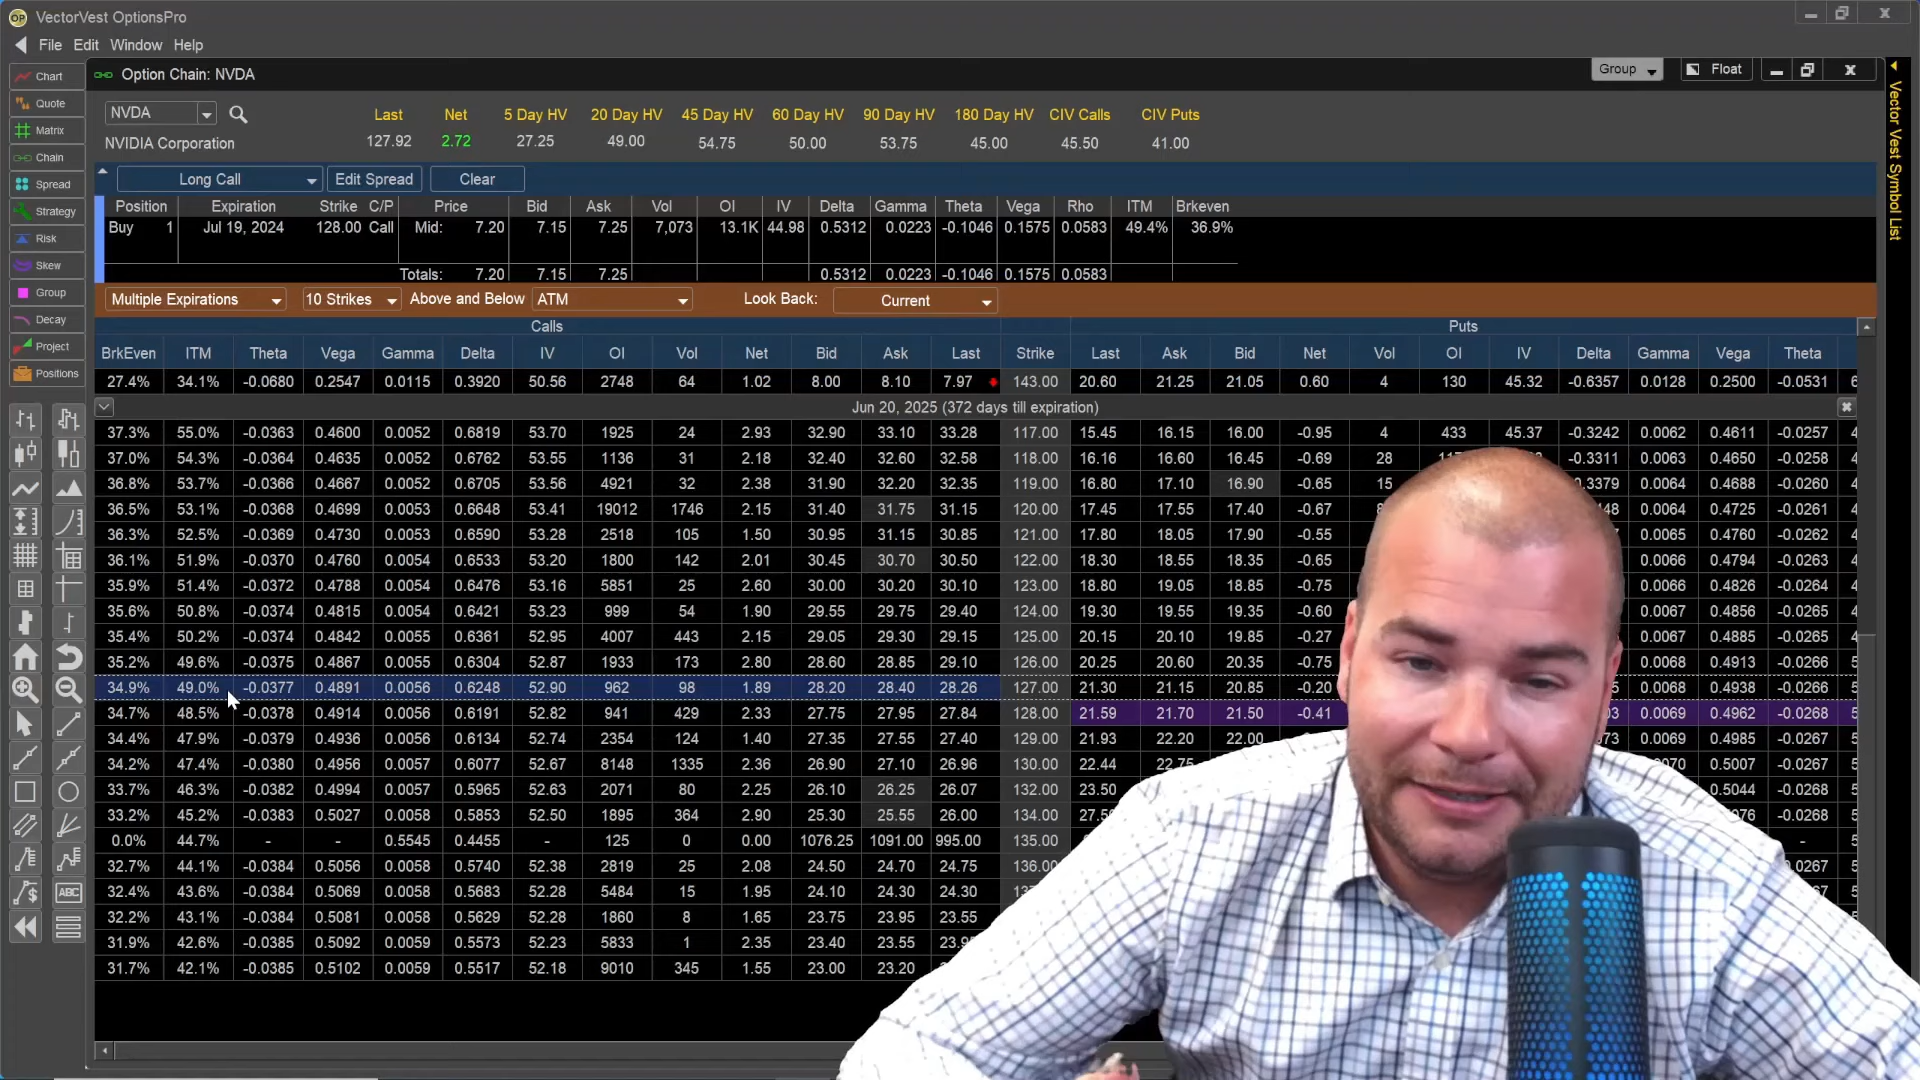 VectorVest OptionsPro
File Edit Window Help
Option Chain: NVDA Group Float
NVDA Last Net 5 Day HV 20 Day HV 45 Day HV 60 Day HV 90 Day HV 180 Day HV CIV Calls CIV Puts
NVIDIA Corporation 127.92 2.72 27.25 49.00 54.75 50.00 53.75 45.00 45.50 41.00
Long Call Edit Spread Clear
Position Expiration Strike C/P Price Bid Ask Vol OI IV Delta Gamma Theta Vega Rho ITM Brkeven
Buy 1 Jul 19, 2024 128.00 Call Mid: 7.20 7.15 7.25 7,073 13.1K 44.98 0.5312 0.0223 -0.1046 0.1575 0.0583 49.4% 36.9%
Totals: 7.20 7.15 7.25 0.5312 0.0223 -0.1046 0.1575 0.0583
Multiple Expirations 10 Strikes Above and Below ATM Look Back: Current
Calls Puts
BrkEven ITM Theta Vega Gamma Delta IV OI Vol Net Bid Ask Last Strike Last Ask Bid Net Vol OI IV Delta Gamma Vega Theta
27.4% 34.1% -0.0680 0.2547 0.0115 0.3920 50.56 2748 64 1.02 8.00 8.10 7.97 143.00 20.60 21.25 21.05 0.60 4 130 45.32 -0.6357 0.0128 0.2500 -0.0531
Jun 20, 2025 (372 days till expiration)
37.3% 55.0% -0.0363 0.4600 0.0052 0.6819 53.70 1925 24 2.93 32.90 33.10 33.28 117.00 15.45 16.15 16.00 -0.95 4 433 45.37 -0.3242 0.0062 0.4611 -0.0257
37.0% 54.3% -0.0364 0.4635 0.0052 0.6762 53.55 1136 31 2.18 32.40 32.60 32.58 118.00 16.16 16.60 16.45 -0.69 28 -0.3311 0.0063 0.4650 -0.0258
36.8% 53.7% -0.0366 0.4667 0.0052 0.6705 53.56 4921 32 2.38 31.90 32.20 32.35 119.00 16.80 17.10 16.90 -0.65 15 0.0064 0.4688 -0.0260
36.5% 53.1% -0.0368 0.4699 0.0053 0.6648 53.41 19012 1746 2.15 31.40 31.75 31.15 120.00 17.45 17.55 17.40 -0.67 0.0064 0.4725 -0.0261
36.3% 52.5% -0.0369 0.4730 0.0053 0.6590 53.28 2518 105 1.50 30.95 31.15 30.85 121.00 17.80 18.05 17.90 -0.55 0.0065 0.4760 -0.0262
36.1% 51.9% -0.0370 0.4760 0.0054 0.6533 53.20 1800 142 2.01 30.45 30.70 30.50 122.00 18.30 18.55 18.35 -0.65 0.0066 0.4794 -0.0263
35.9% 51.4% -0.0372 0.4788 0.0054 0.6476 53.16 5851 25 2.60 30.00 30.20 30.10 123.00 18.80 19.05 18.85 -0.75 0.0066 0.4826 -0.0264
35.6% 50.8% -0.0374 0.4815 0.0054 0.6421 53.23 999 54 1.90 29.55 29.75 29.40 124.00 19.30 19.55 19.35 -0.60 0.0067 0.4856 -0.0265
35.4% 50.2% -0.0374 0.4842 0.0055 0.6361 52.95 4007 443 2.15 29.05 29.30 29.15 125.00 20.15 20.10 19.85 -0.27 0.0067 0.4885 -0.0265
35.2% 49.6% -0.0375 0.4867 0.0055 0.6304 52.87 1933 173 2.80 28.60 28.85 29.10 126.00 20.25 20.60 20.35 -0.75 0.0068 0.4913 -0.0266
34.9% 49.0% -0.0377 0.4891 0.0056 0.6248 52.90 962 98 1.89 28.20 28.40 28.26 127.00 21.30 21.15 20.85 -0.20 0.0068 0.4938 -0.0266
34.7% 48.5% -0.0378 0.4914 0.0056 0.6191 52.82 941 429 2.33 27.75 27.95 27.84 128.00 21.59 21.70 21.50 -0.41 0.0069 0.4962 -0.0268
34.4% 47.9% -0.0379 0.4936 0.0056 0.6134 52.74 2354 124 1.40 27.35 27.55 27.40 129.00 21.93 22.20 22.00 0.0069 0.4985 -0.0267
34.2% 47.4% -0.0380 0.4956 0.0057 0.6077 52.67 8148 1335 2.36 26.90 27.10 26.96 130.00 22.44 0.5007 -0.0267
33.7% 46.3% -0.0382 0.4994 0.0057 0.5965 52.63 2071 80 2.25 26.10 26.25 26.07 132.00 23.50 0.5044 -0.0268
33.2% 45.2% -0.0383 0.5027 0.0058 0.5853 52.50 1895 364 2.90 25.30 25.55 26.00 134.00 -0.0268
0.0% 44.7% - - 0.5545 0.4455 - 125 0 0.00 1076.25 1091.00 995.00 135.00 -
32.7% 44.1% -0.0384 0.5056 0.0058 0.5740 52.38 2819 25 2.08 24.50 24.70 24.75
32.4% 43.6% -0.0384 0.5069 0.0058 0.5683 52.28 5484 15 1.95 24.10 24.30 24.30
32.2% 43.1% -0.0384 0.5081 0.0058 0.5629 52.28 1860 8 1.65 23.75 23.95 23.55
31.9% 42.6% -0.0385 0.5092 0.0059 0.5573 52.23 5833 1 2.35 23.40 23.55
31.7% 42.1% -0.0385 0.5102 0.0059 0.5517 52.18 9010 345 1.55 23.00 23.20
Chart
Quote
Matrix
Chain
Spread
Strategy
Risk
Skew
Group
Decay
Project
Positions
ABC
Vector Vest Symbol List